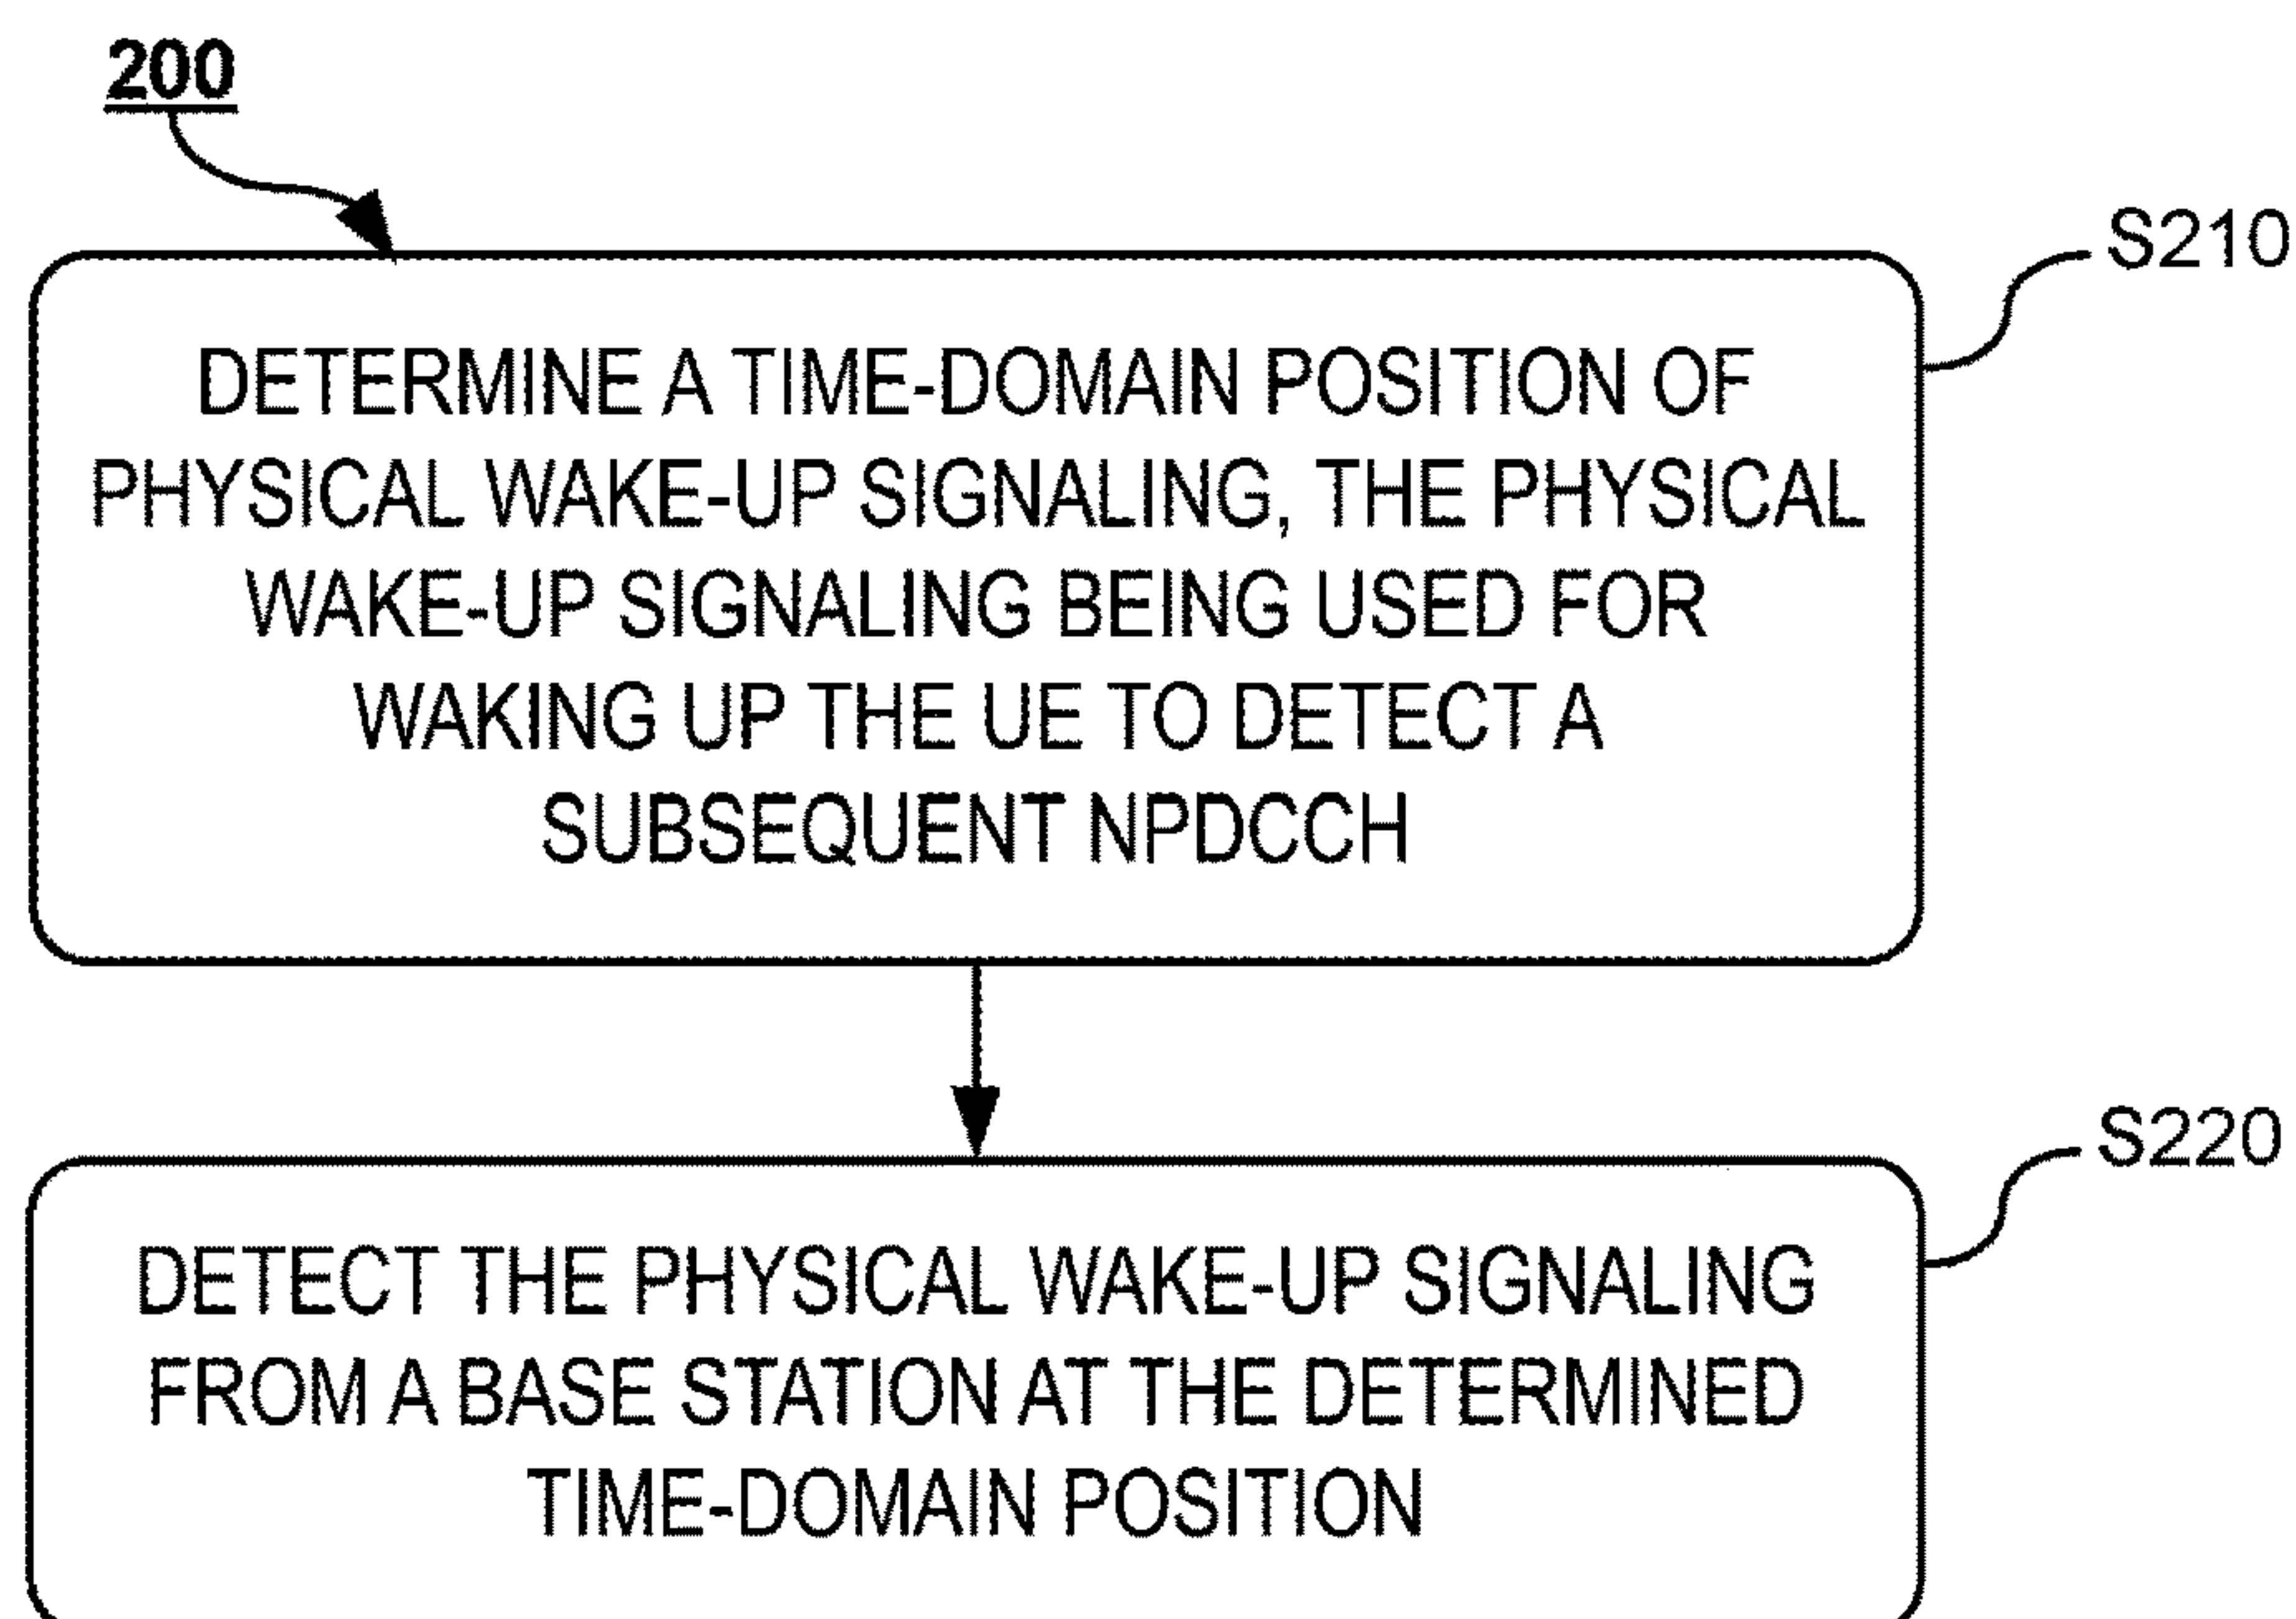 200
S210
DETERMINE A TIME-DOMAIN POSITION OF
PHYSICAL WAKE-UP SIGNALING, THE PHYSICAL
WAKE-UP SIGNALING BEING USED FOR
WAKING UP THE UE TO DETECT A
SUBSEQUENT NPDCCH
S220
DETECT THE PHYSICAL WAKE-UP SIGNALING
FROM A BASE STATION AT THE DETERMINED
TIME-DOMAIN POSITION